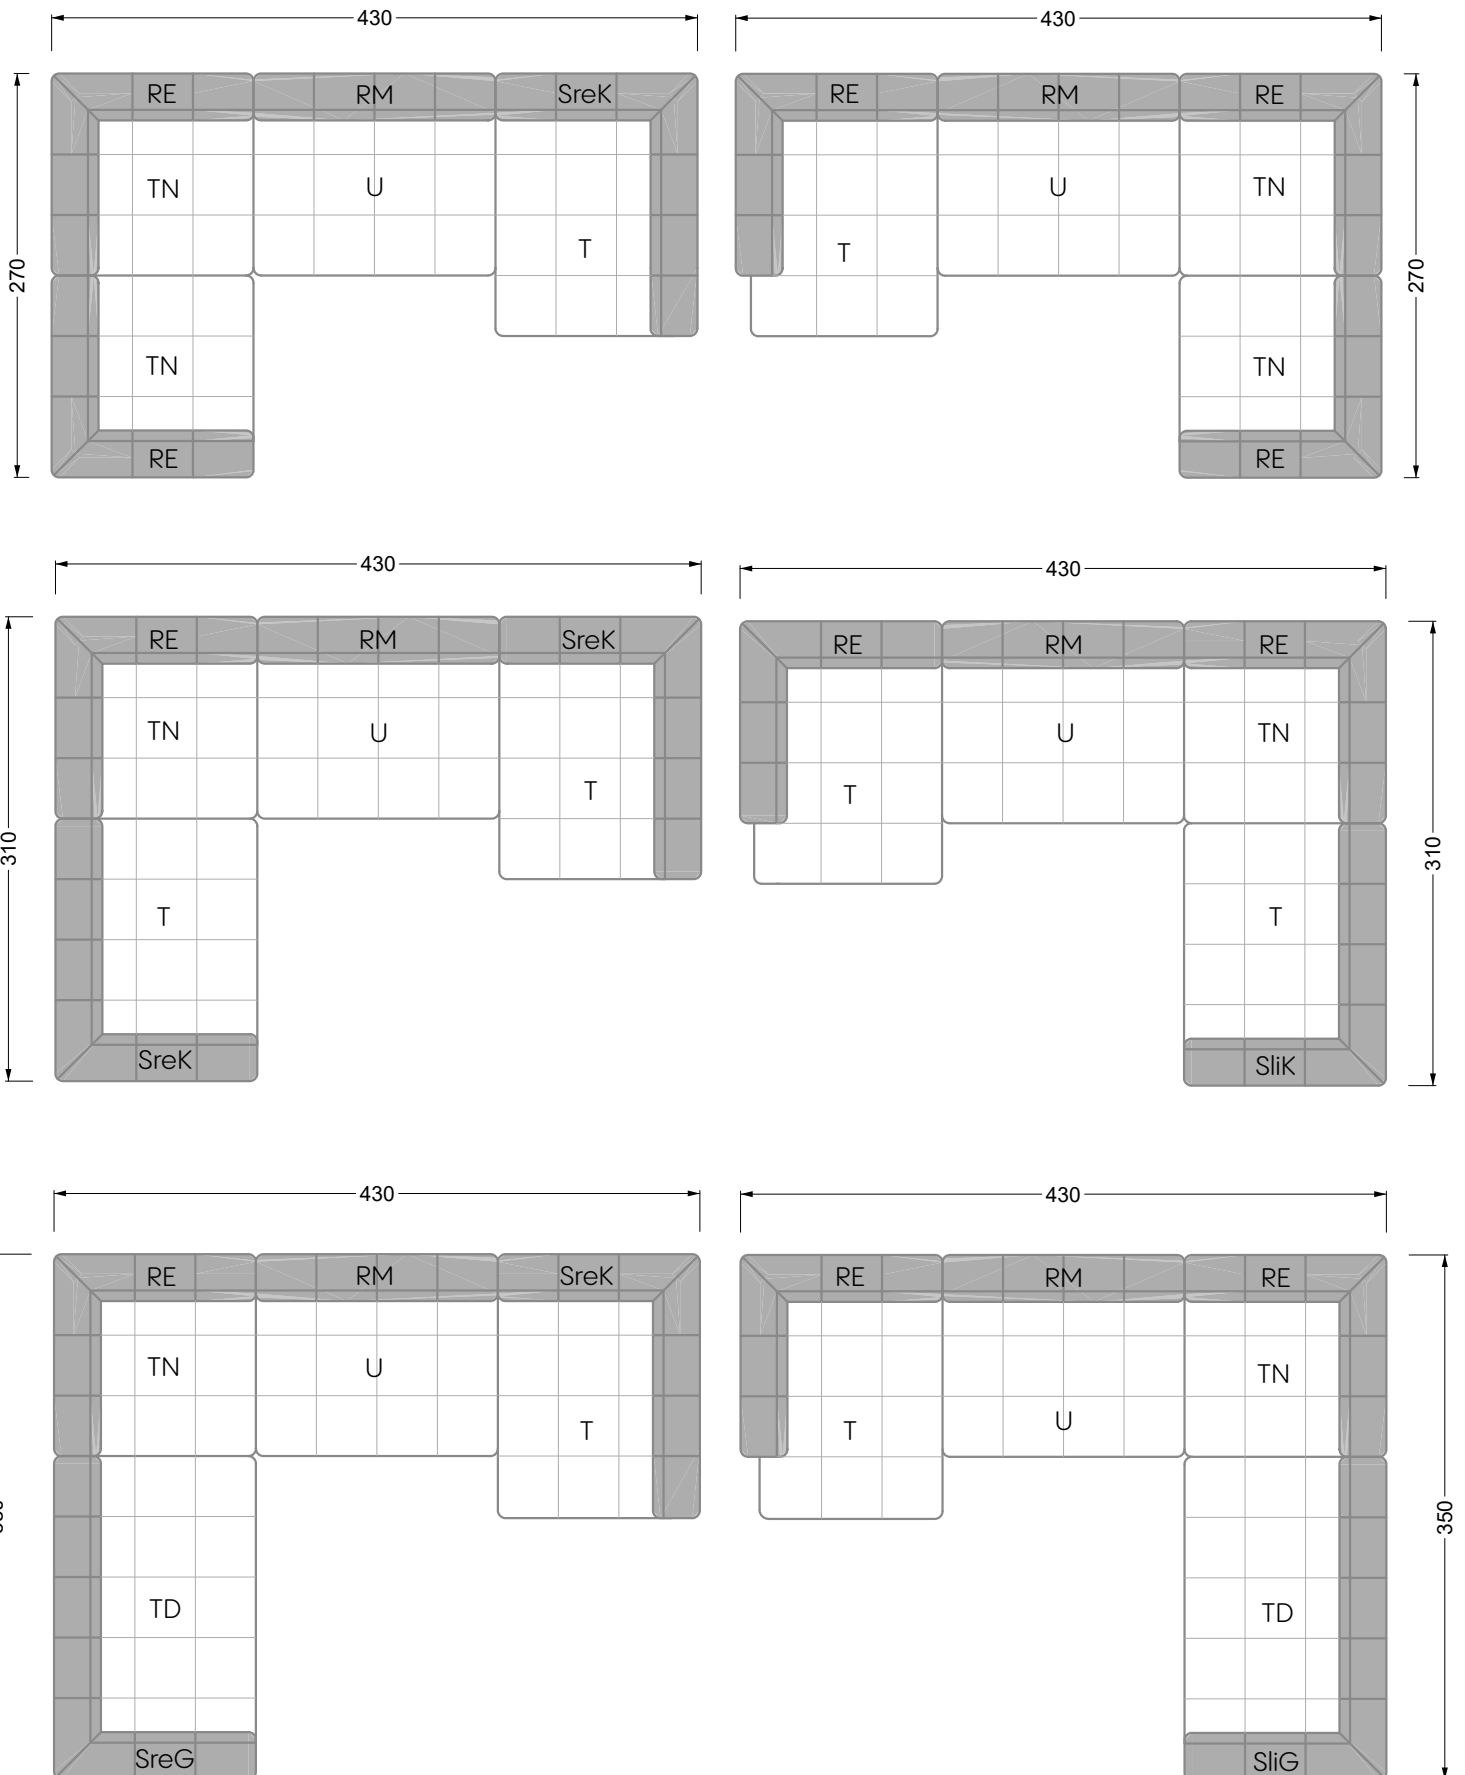 430
430
RE RM SreK
RE RM RE
TN U
U TN
T
T
270
270
TN
TN
RE
RE
430
430
RE RM SreK
RE RM RE
TN U
U TN
T
T
310
310
T
T
SreK
SliK
430
430
RE RM SreK
RE RM RE
TN U
TN
T
T U
350
TD
TD
SreG
SliG